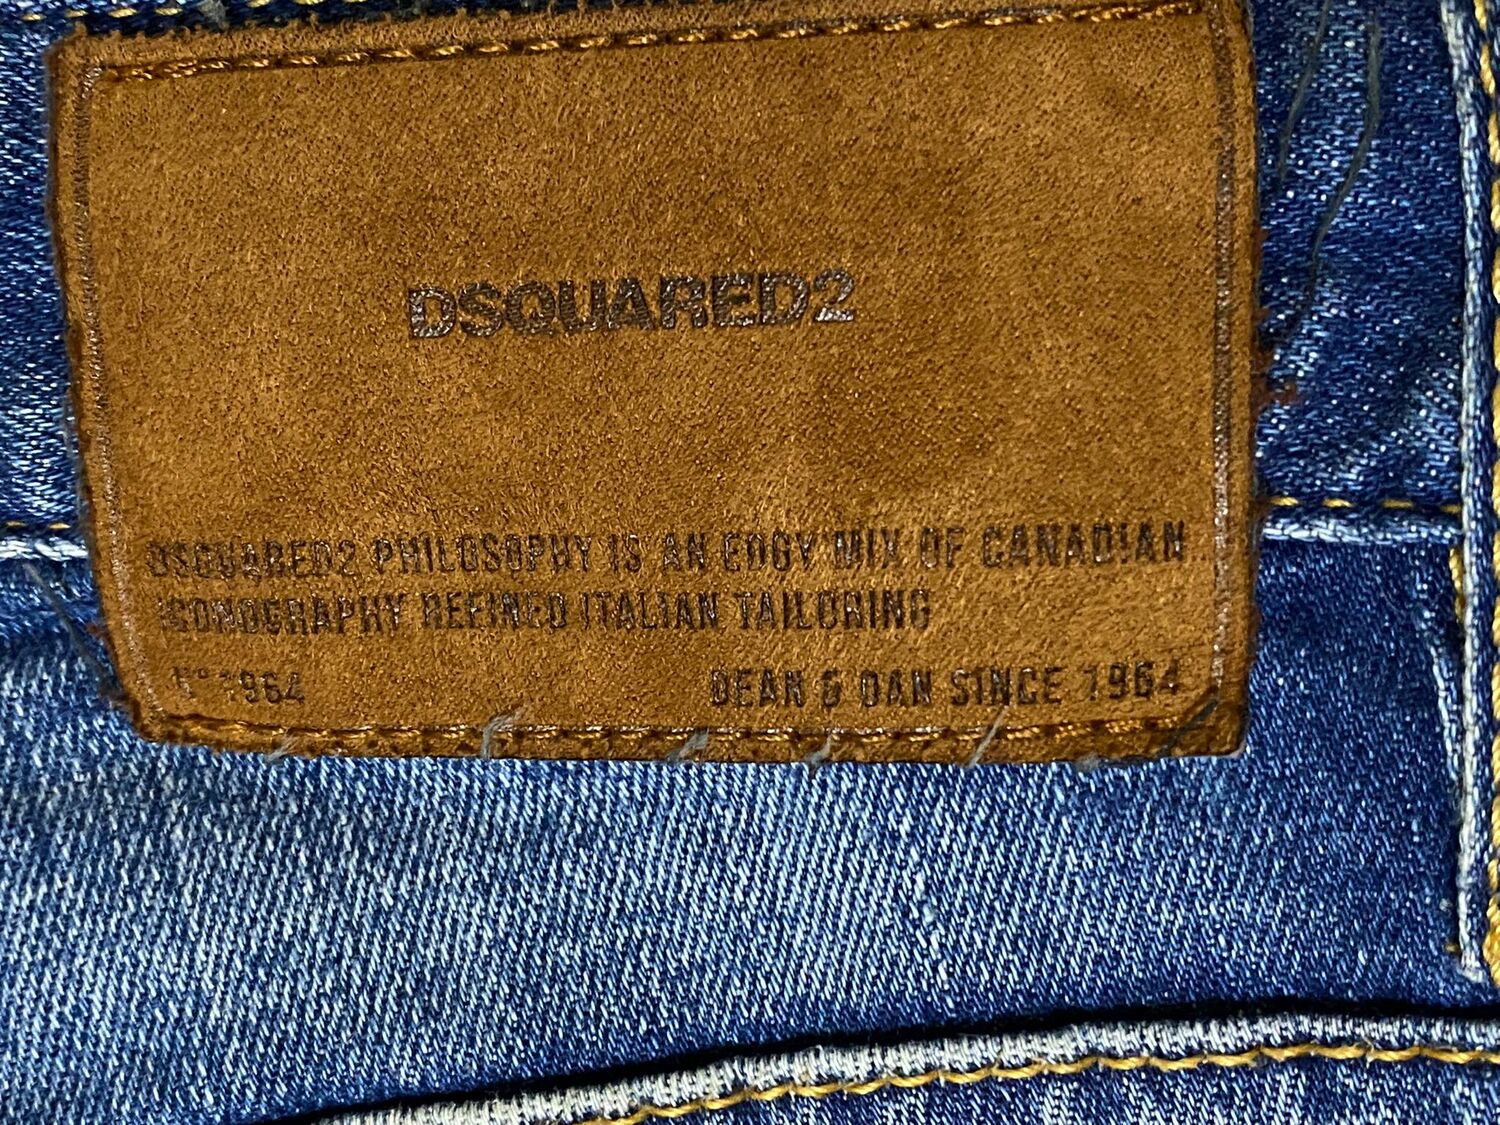 DSQUARED2
DSQUARED2 PHILOSOPHY IS AN EDGY MIX OF CANADIAN
ICONOGRAPHY REFINED ITALIAN TAILORING
N° 1964
DEAN & DAN SINCE 1964